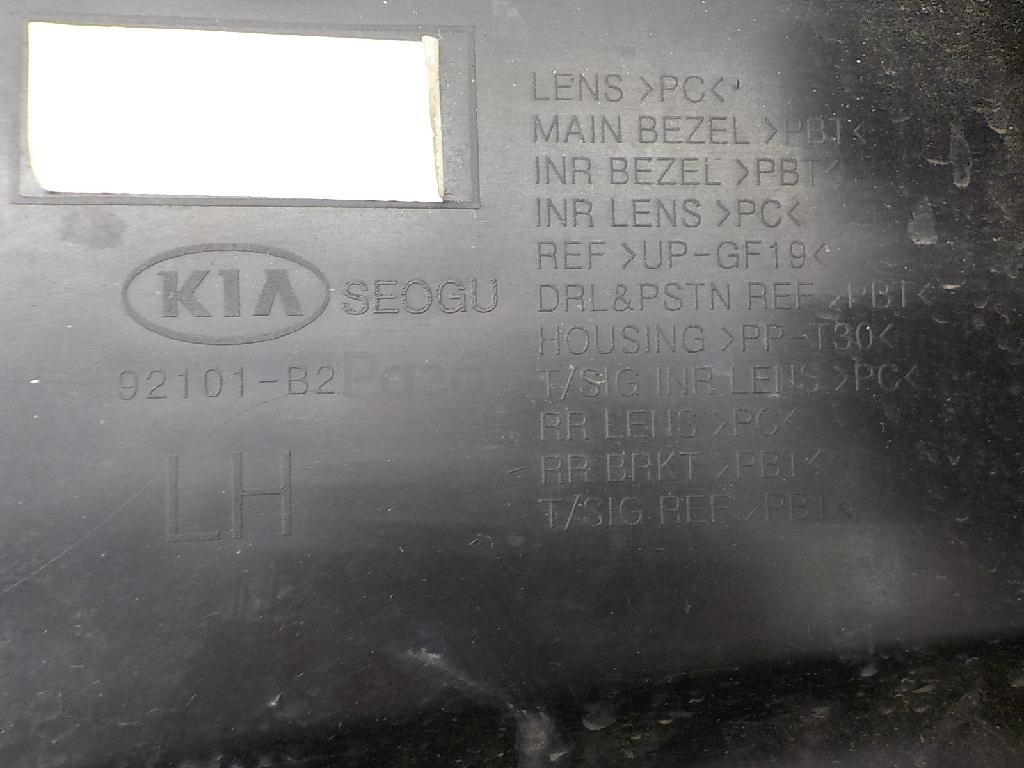 LENS >PC<
MAIN BEZEL >PBT<
INR BEZEL >PBT<
INR LENS >PC<
REF >UP-GF19<
DRL&PSTN REF >PBT<
HOUSING >PP-T30<
T/SIG INR LENS >PC<
RR LENS >PC<
RR BRKT >PBT<
T/SIG REF >PBT<
KIA SEOGU
92101-B2
LH